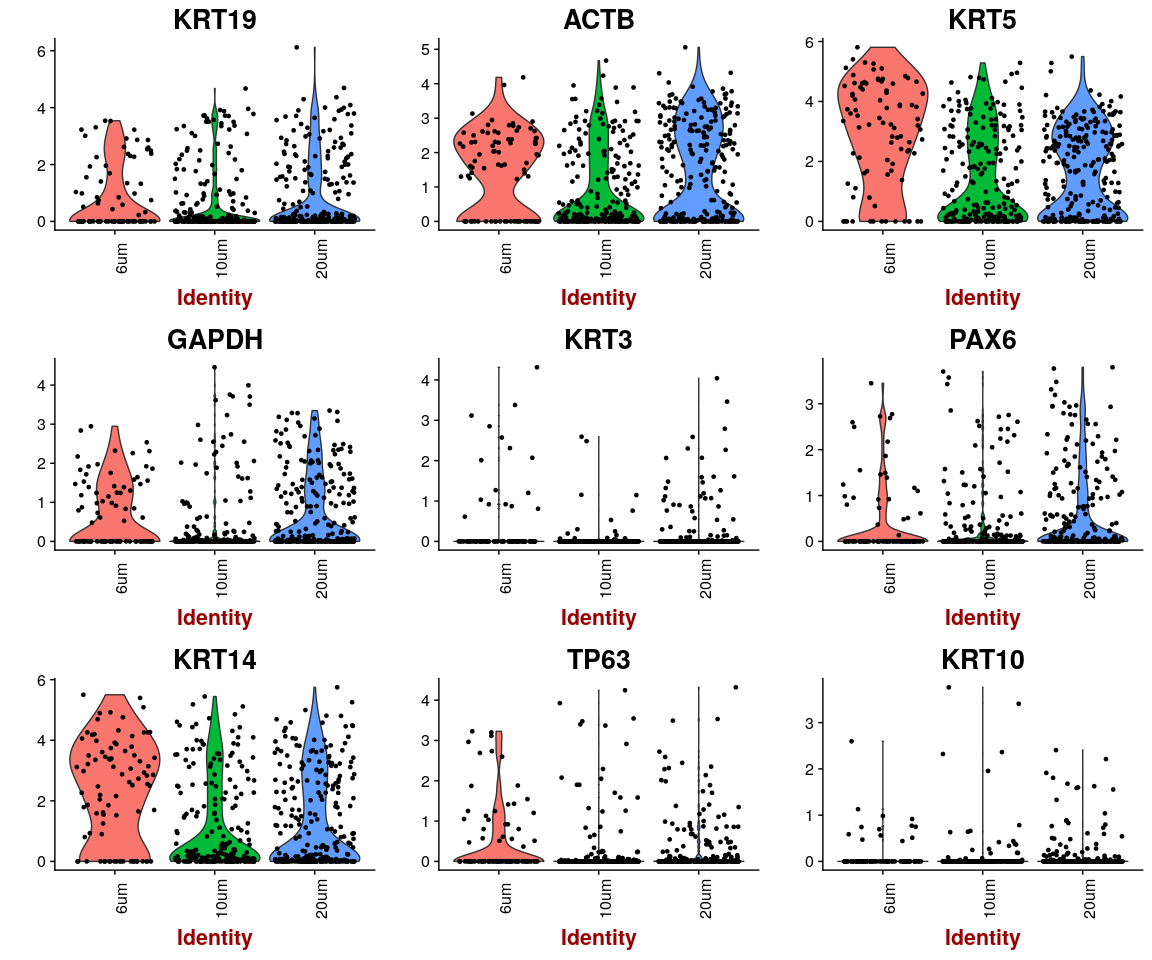 KRT19 ACTB KRT5
6 5 6
4 4 4
2 3 2
0 2 0
1
0
6um 10um 20um 6um 10um 20um 6um 10um 20um
Identity Identity Identity
GAPDH KRT3 PAX6
4 4 3
3 3 2
2 2 1
1 1 0
0 0
6um 10um 20um 6um 10um 20um 6um 10um 20um
Identity Identity Identity
KRT14 TP63 KRT10
6 4 3
4 3 2
2 2 1
0 1 0
0
6um 10um 20um 6um 10um 20um 6um 10um 20um
Identity Identity Identity